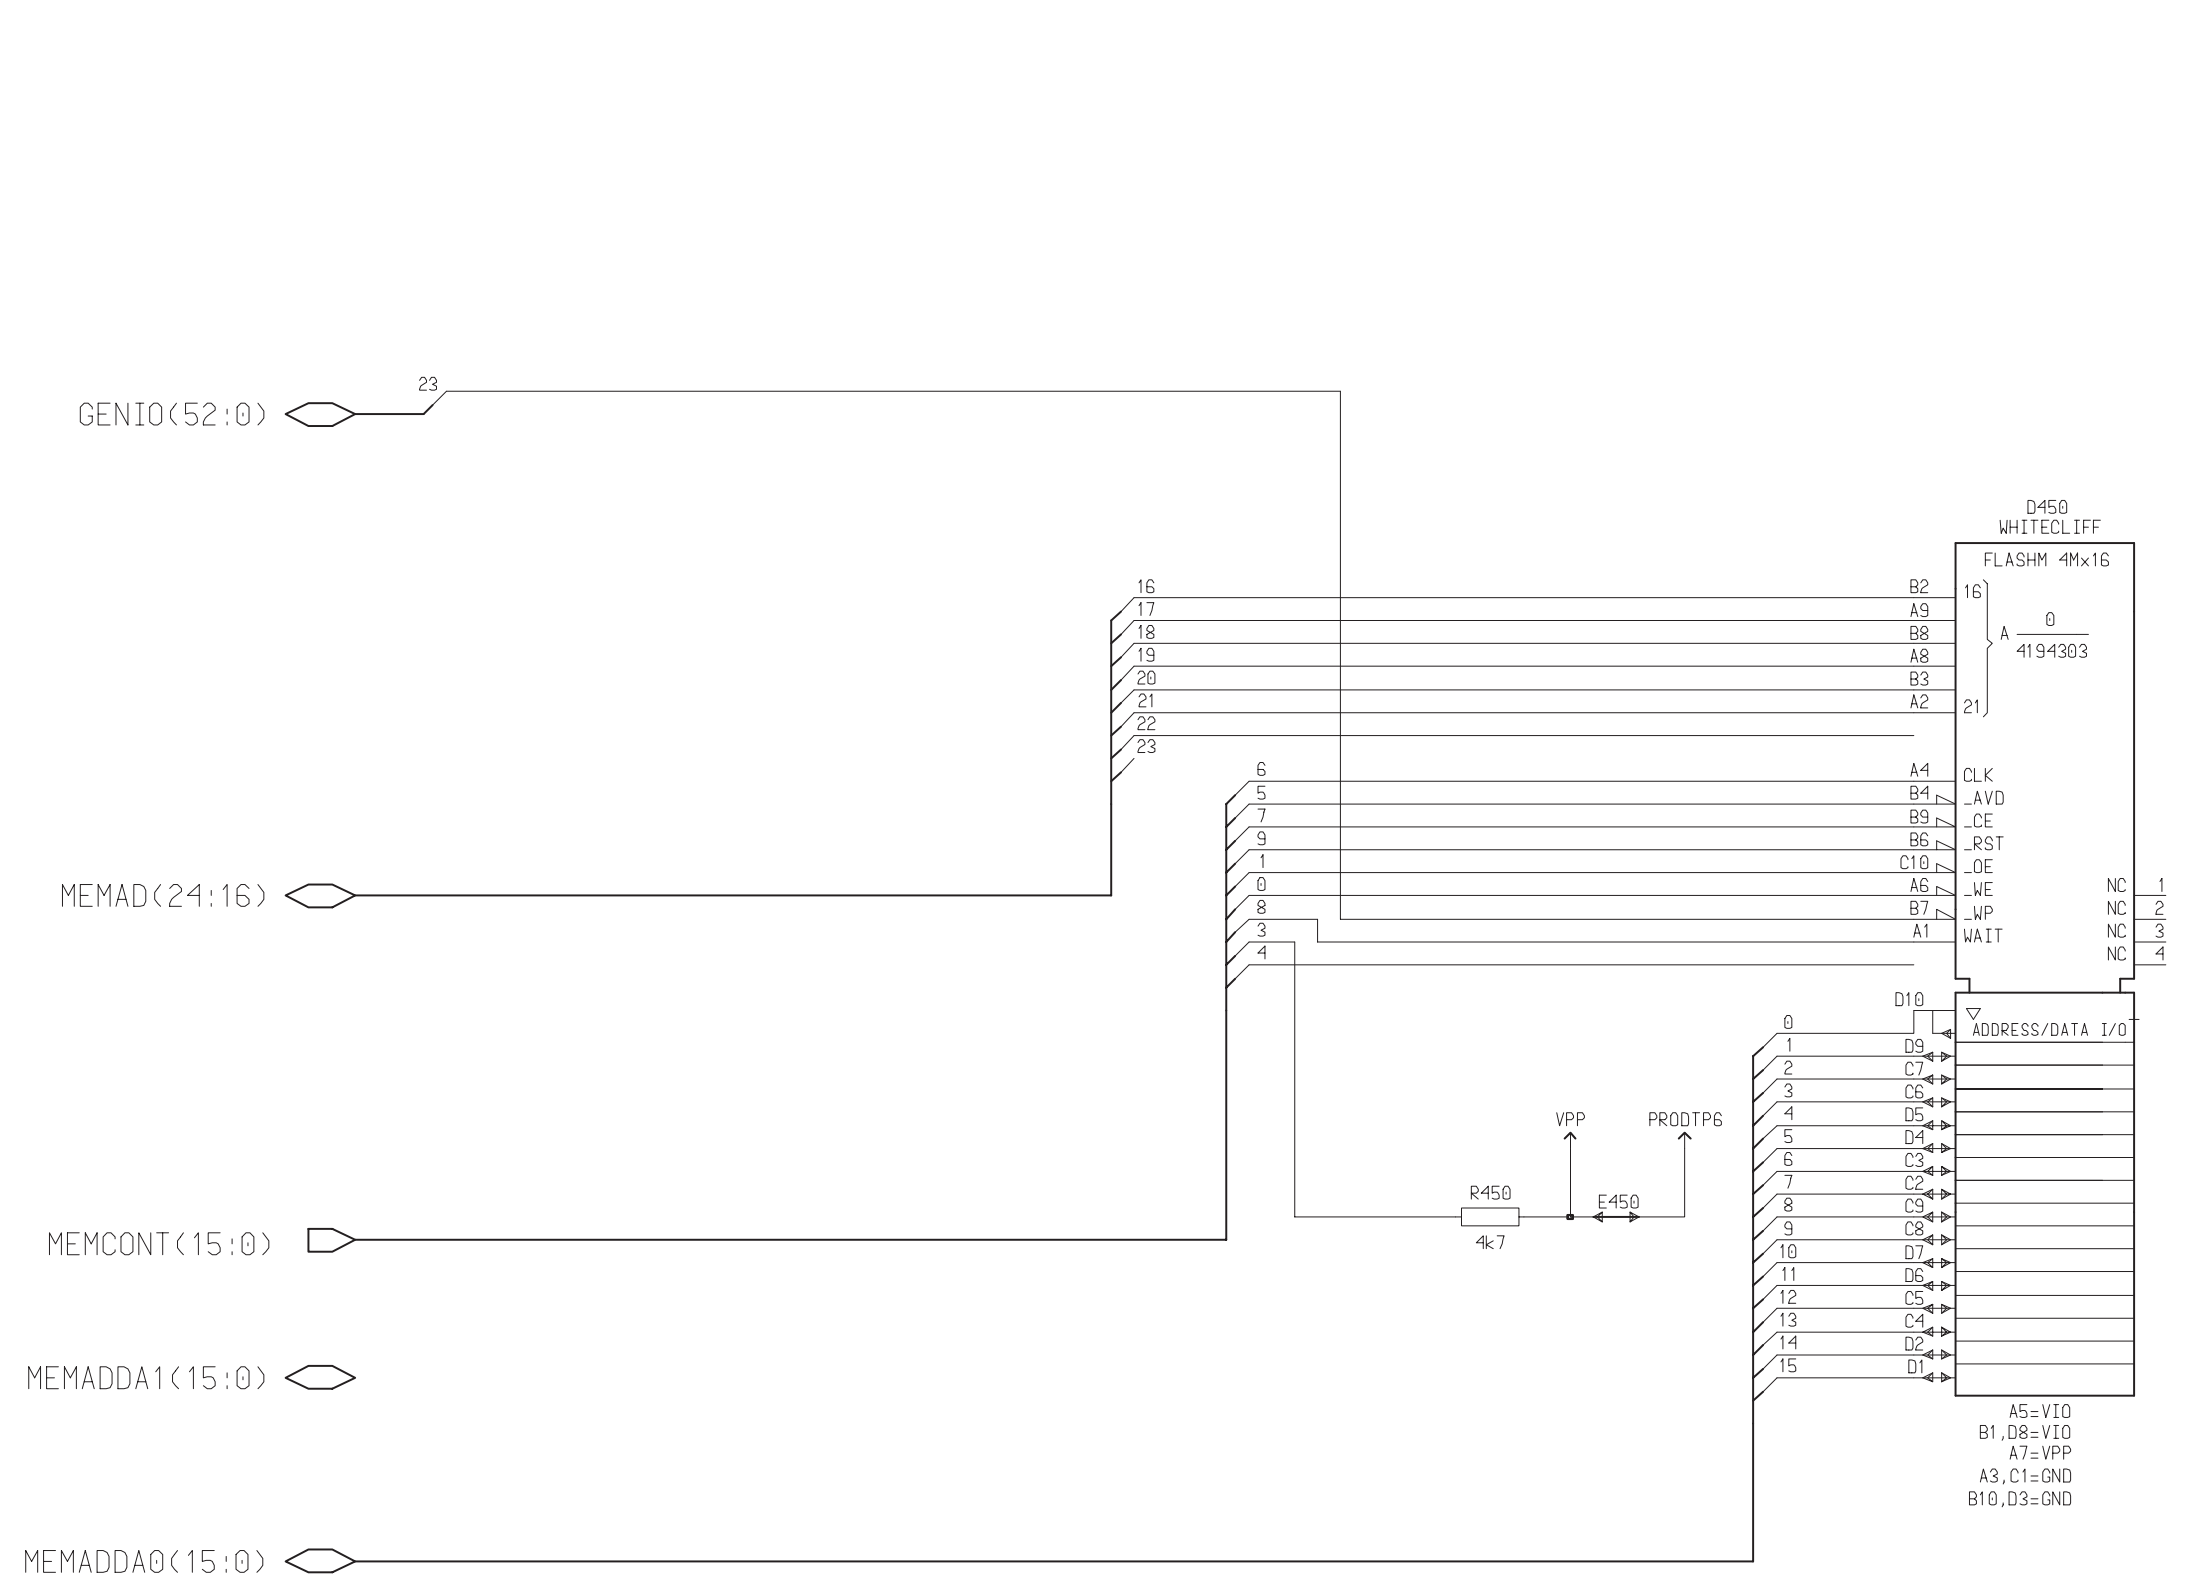 23
GENIO(52:0)
D450
WHITECLIFF
FLASHM 4Mx16
16 B2 16
17 A9 0
18 B8 A
19 A8 4194303
20 B3
21 A2 21
22
23
6 A4 CLK
5 B4 _AVD
7 B9 _CE
9 B6 _RST
1 C10 _OE
MEMAD(24:16) 0 A6 _WE NC 1
8 B7 _WP NC 2
3 A1 WAIT NC 3
4 NC 4
D10
0 ADDRESS/DATA I/O
1 D9
2 C7
3 C6
VPP PRODTP6 4 D5
5 D4
6 C3
R450 E450 7 C2
8 C9
MEMCONT(15:0) 4k7 9 C8
10 D7
11 D6
12 C5
13 C4
14 D2
MEMADDA1(15:0) 15 D1
A5=VIO
B1,D8=VIO
A7=VPP
A3,C1=GND
B10,D3=GND
MEMADDA0(15:0)